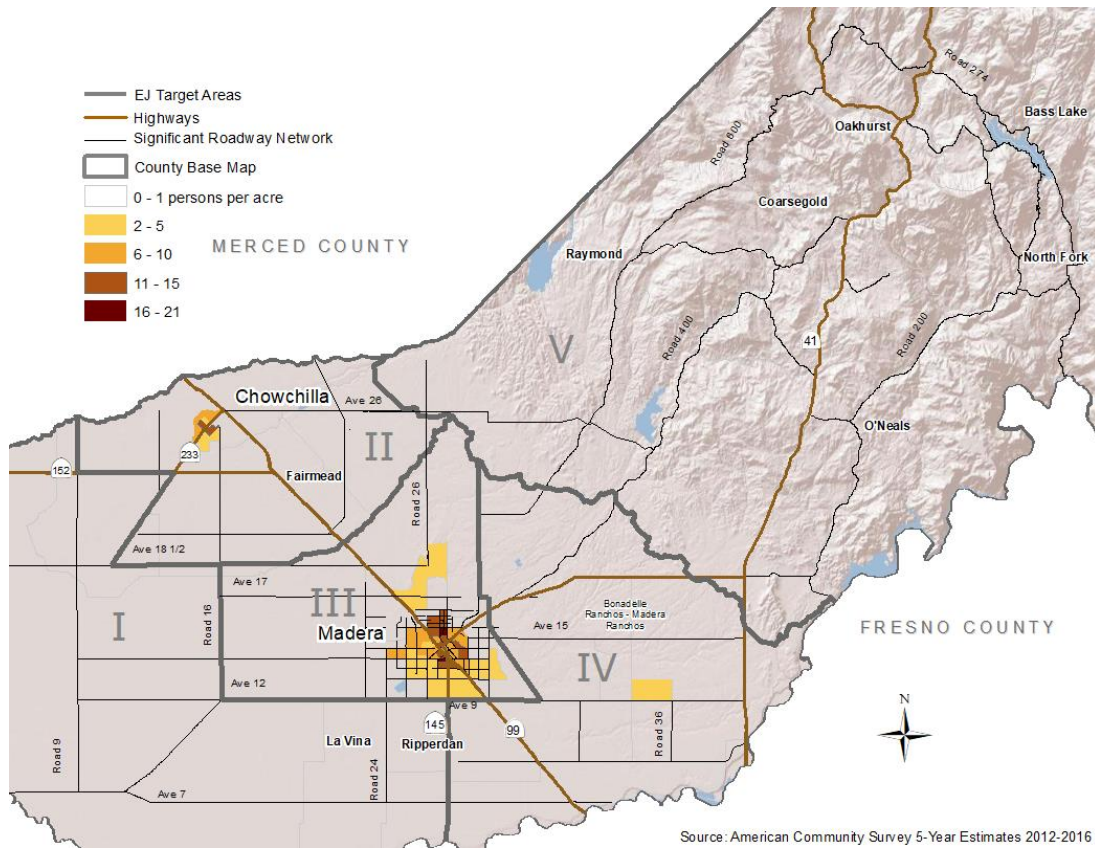 EJ Target Areas
Highways
Significant Roadway Network
County Base Map
0 - 1 persons per acre
2 - 5
6 - 10
11 - 15
16 - 21
MERCED COUNTY
Road 274
Bass Lake
Oakhurst
Road 600
Coarsegold
Raymond
North Fork
V
41
Road 400
Road 200
Chowchilla
Ave 26
O'Neals
II
233
152
Fairmead
Road 26
Ave 18 1/2
Ave 17
III
I
Road 16
Madera
Bonadelle
Ranchos - Madera
Ranchos
Ave 15
FRESNO COUNTY
IV
Ave 12
Ave 9
N
145
99
Road 36
La Vina
Ripperdan
Road 9
Road 24
Ave 7
Source: American Community Survey 5-Year Estimates 2012-2016